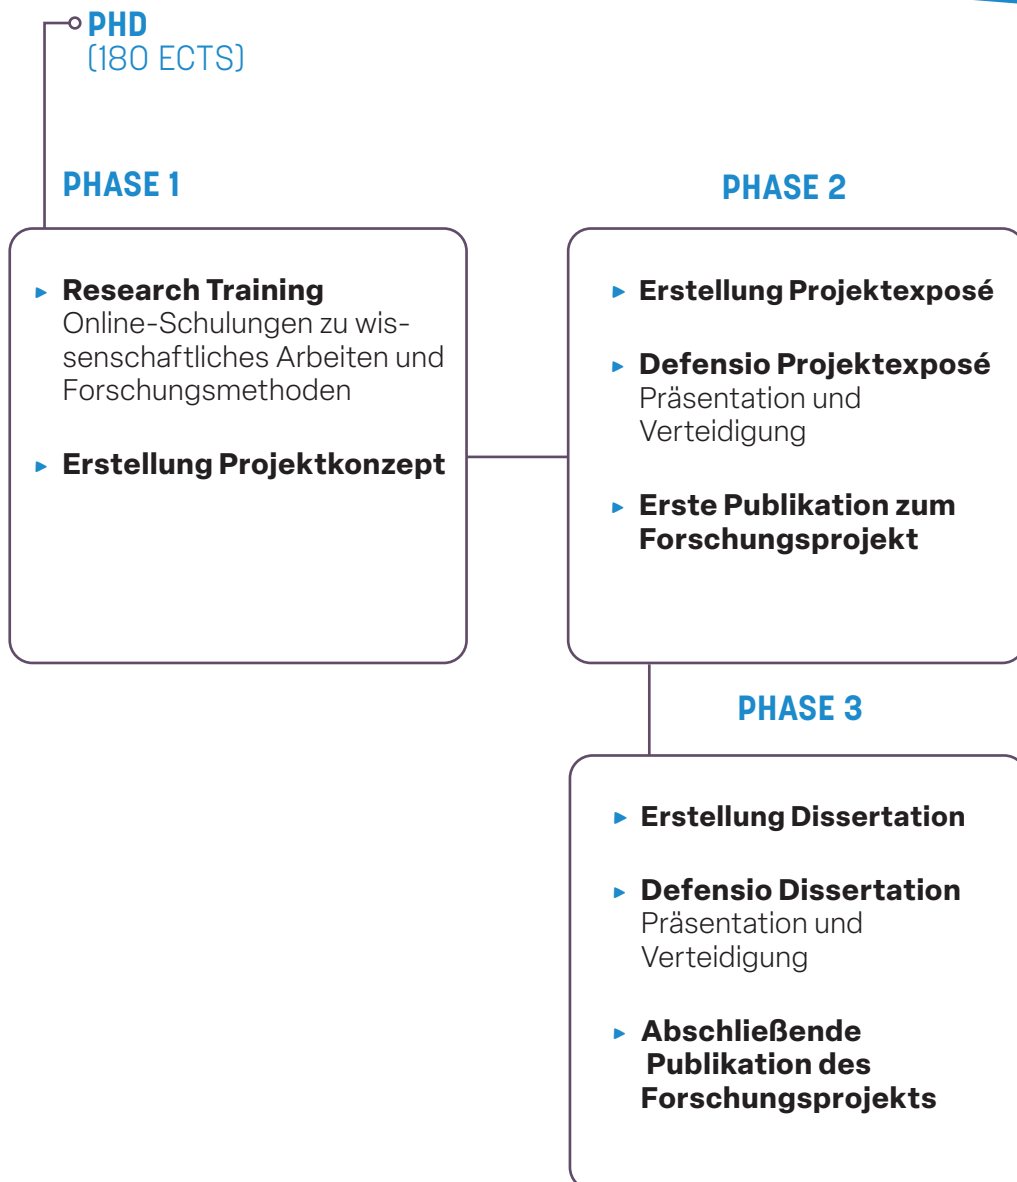 PHD
(180 ECTS)
PHASE 1
▸ Research Training
Online-Schulungen zu wis-
senschaftliches Arbeiten und
Forschungsmethoden
▸ Erstellung Projektkonzept
PHASE 2
▸ Erstellung Projektexposé
▸ Defensio Projektexposé
Präsentation und
Verteidigung
▸ Erste Publikation zum
Forschungsprojekt
PHASE 3
▸ Erstellung Dissertation
▸ Defensio Dissertation
Präsentation und
Verteidigung
▸ Abschließende
Publikation des
Forschungsprojekts